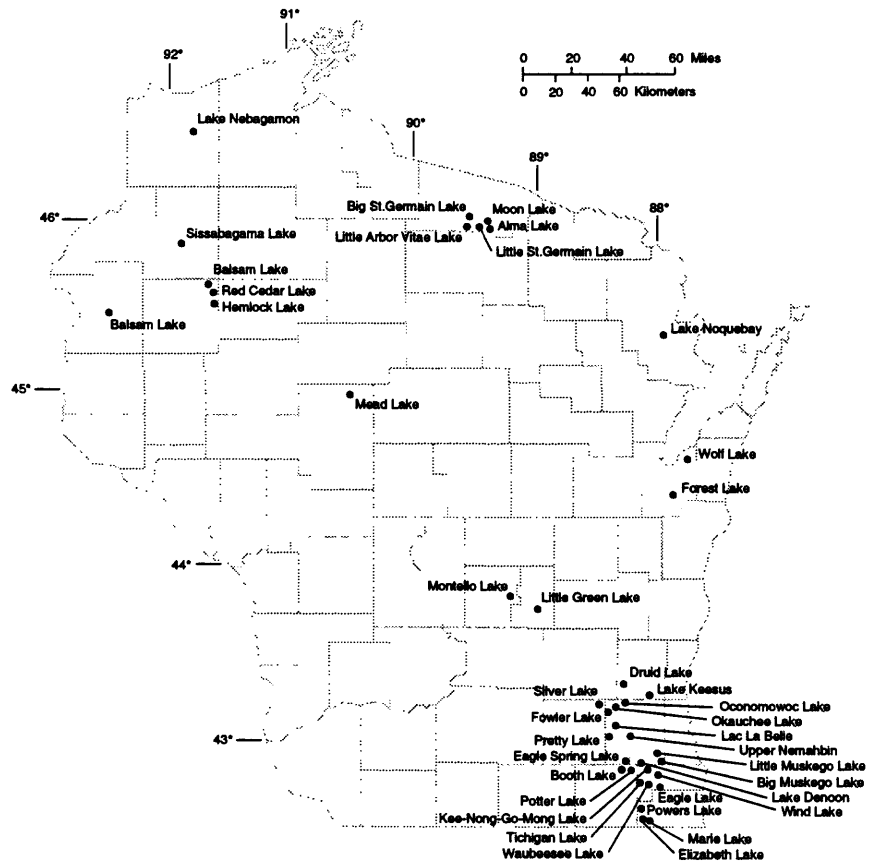 91°
92°
0 20 40 60 Miles
0 20 40 60 Kilometers
Lake Nebagamon
90°
89°
88°
46°
Big St.Germain Lake
Moon Lake
Alma Lake
Little Arbor Vitae Lake
Little St.Germain Lake
Sissabagama Lake
Balsam Lake
Red Cedar Lake
Hemlock Lake
Balsam Lake
Lake Noquebay
45°
Mead Lake
Wolf Lake
Forest Lake
44°
Montello Lake
Little Green Lake
Druid Lake
Silver Lake
Lake Keesus
Oconomowoc Lake
Fowler Lake
Okauchee Lake
43°
Pretty Lake
Lac La Belle
Upper Nemahbin
Eagle Spring Lake
Little Muskego Lake
Booth Lake
Big Muskego Lake
Potter Lake
Eagle Lake
Lake Denoon
Kee-Nong-Go-Mong Lake
Powers Lake
Wind Lake
Tichigan Lake
Marie Lake
Waubeesee Lake
Elizabeth Lake